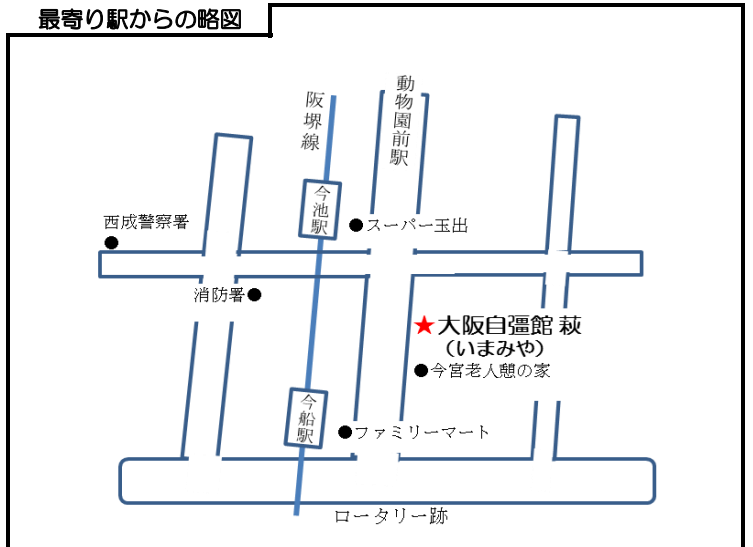 最寄り駅からの略図
動物園前駅
阪堺線
今池駅
西成警察署
スーパー玉出
消防署
大阪自彊館 萩
（いまみや）
今宮老人憩の家
今船駅
ファミリーマート
ロータリー跡